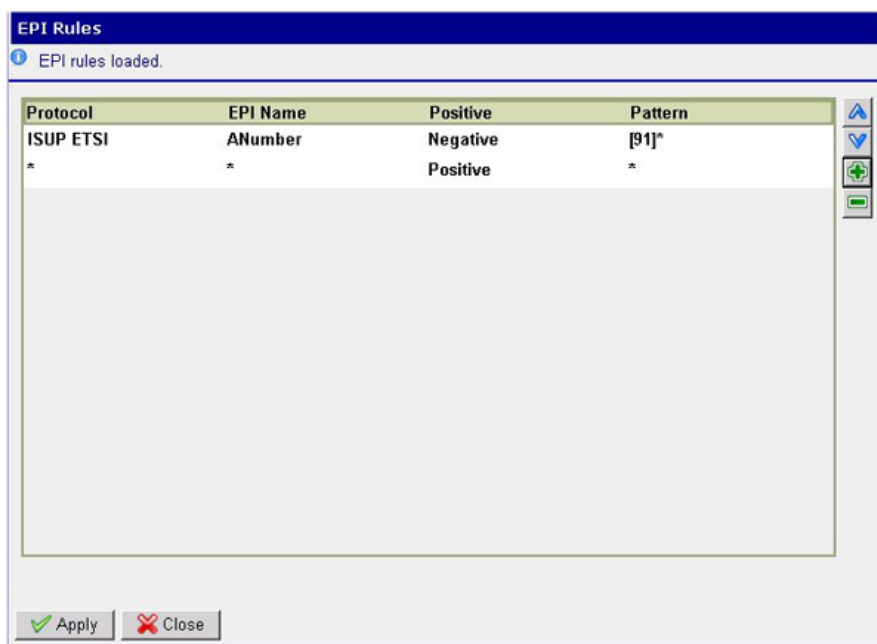 EPI Rules
EPI rules loaded.
Protocol EPI Name Positive Pattern
ISUP ETSI ANumber Negative [91]*
* * Positive *
Apply Close